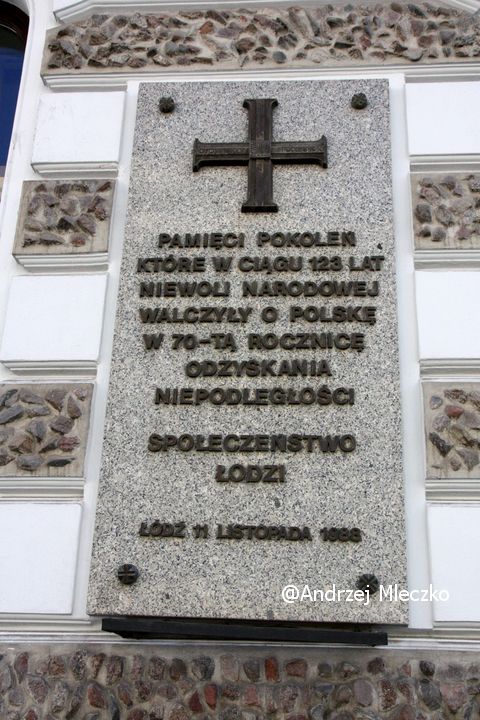 PAMIĘCI POKOLEŃ
KTÓRE W CIĄGU 123 LAT
NIEWOLI NARODOWEJ
WALCZYŁY O POLSKĘ
W 70-TĄ ROCZNICĘ
ODZYSKANIA
NIEPODLEGŁOŚCI
SPOŁECZEŃSTWO
ŁODZI
ŁÓDŹ 11 LISTOPADA 1988
@Andrzej Mleczko